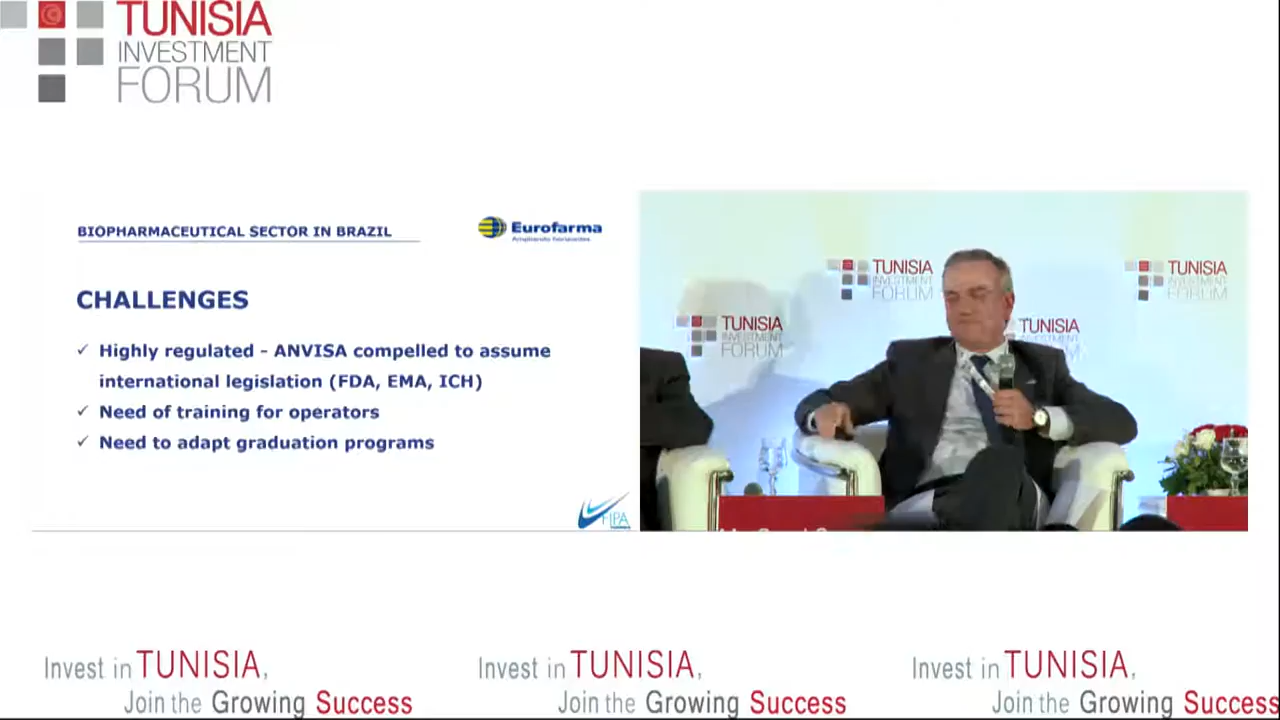 TUNISIA
INVESTMENT
FORUM
BIOPHARMACEUTICAL SECTOR IN BRAZIL
Eurofarma
CHALLENGES
✓ Highly regulated - ANVISA compelled to assume
international legislation (FDA, EMA, ICH)
✓ Need of training for operators
✓ Need to adapt graduation programs
FIPA
TUNISIA
INVESTMENT
FORUM
TUNISIA
INVESTMENT
FORUM
TUNISIA
INVESTMENT
FORUM
TUNISIA
Invest in TUNISIA,
Join the Growing Success
Invest in TUNISIA,
Join the Growing Success
Invest in TUNISIA,
Join the Growing Success